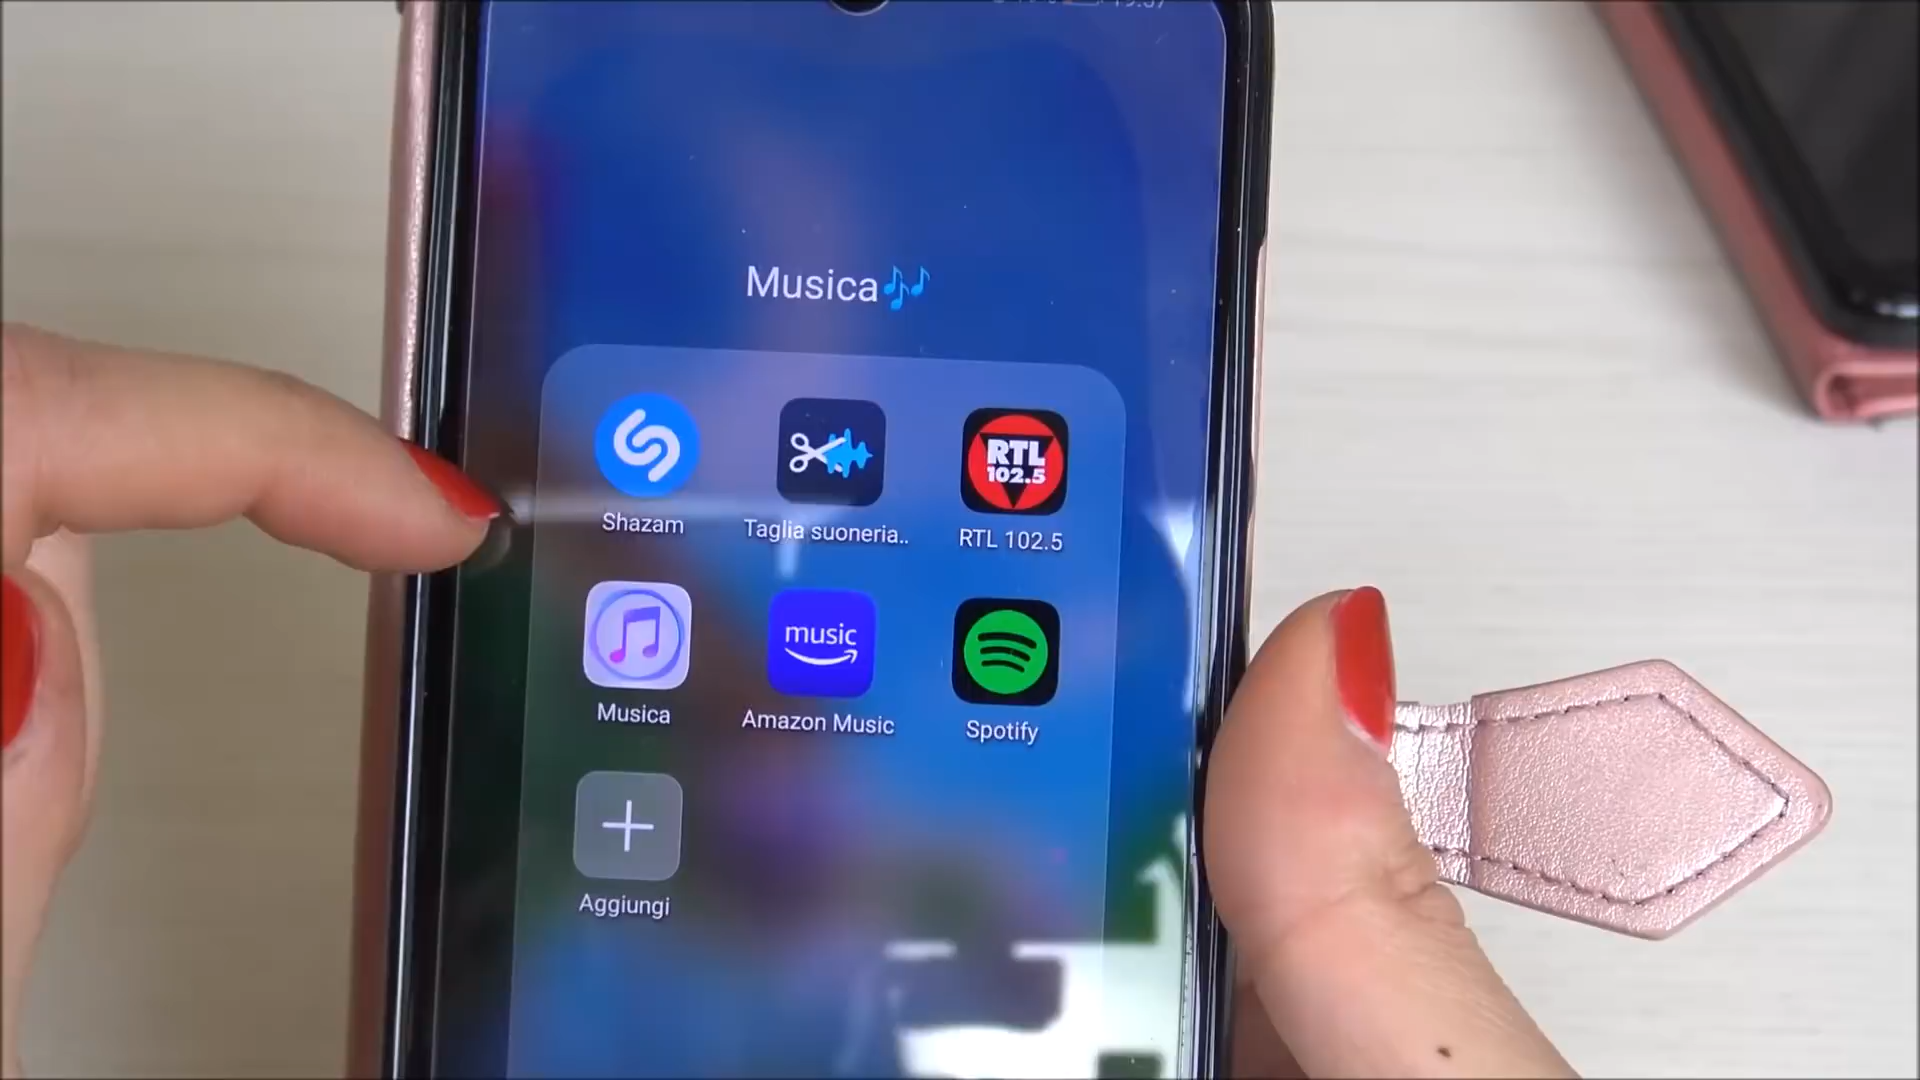 Musica🎶
RTL
102.5
Shazam
Taglia suoneria..
RTL 102.5
music
Musica
Amazon Music
Spotify
Aggiungi